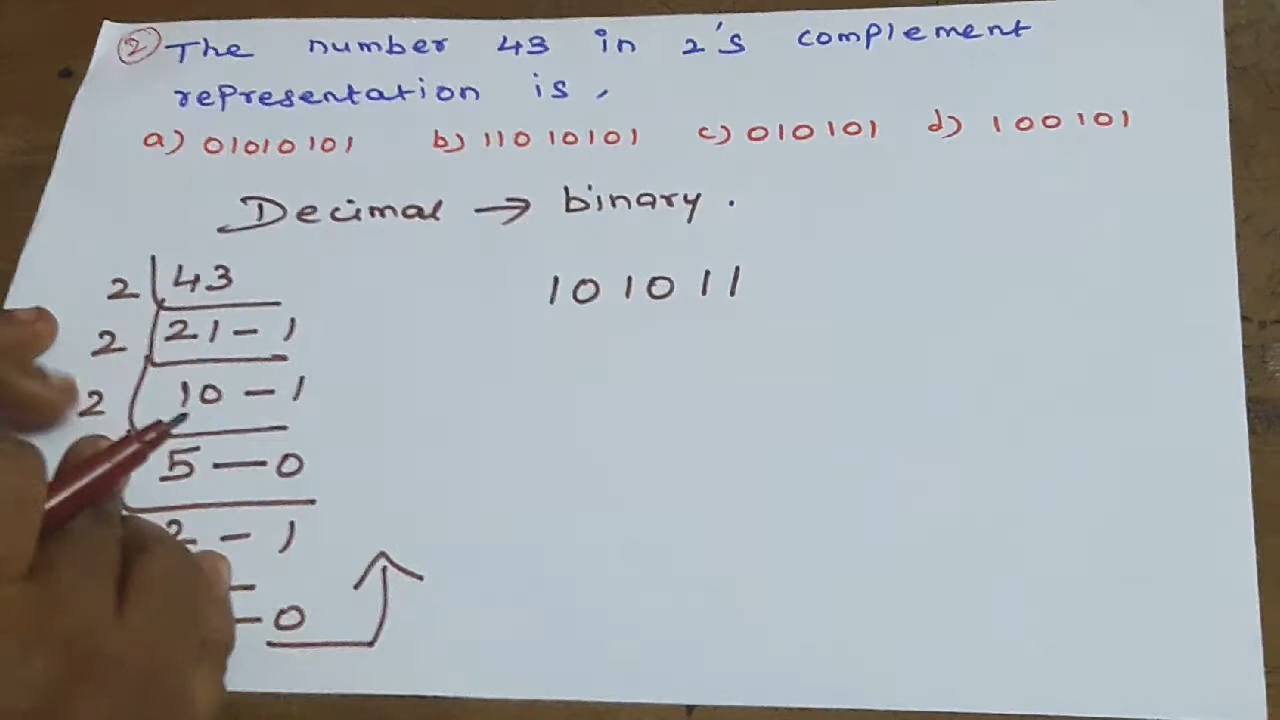 ② The number 43 in 2's complement
representation is,
a) 01010101 b) 11010101 c) 010101 d) 100101
Decimal → binary.
2 43
101011
2 21 - 1
2 10 - 1
5 - 0
2 - 1
- 0